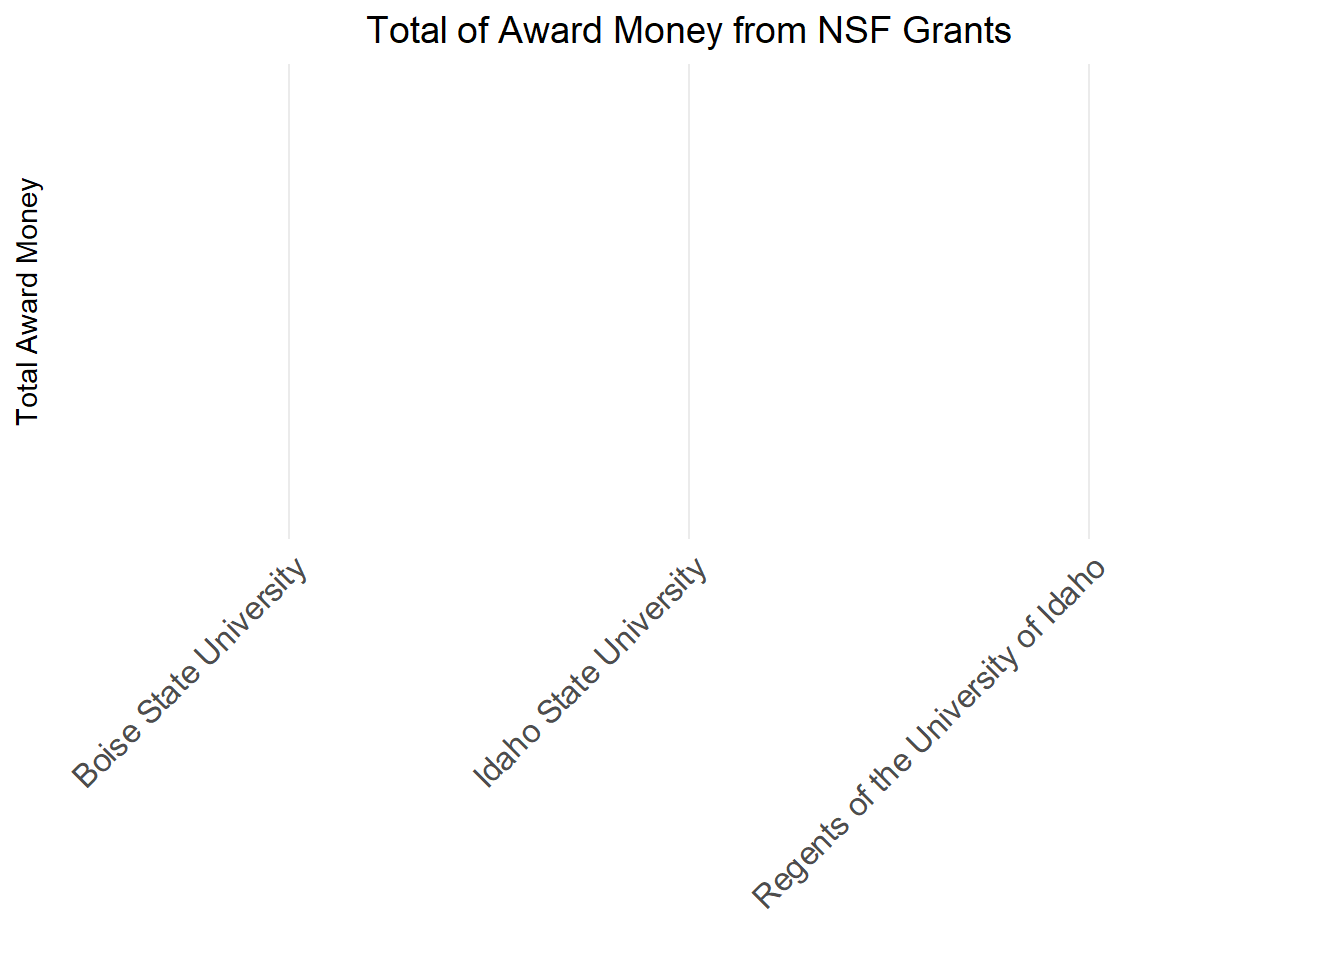 Total of Award Money from NSF Grants
Total Award Money
Boise State University
Idaho State University
Regents of the University of Idaho